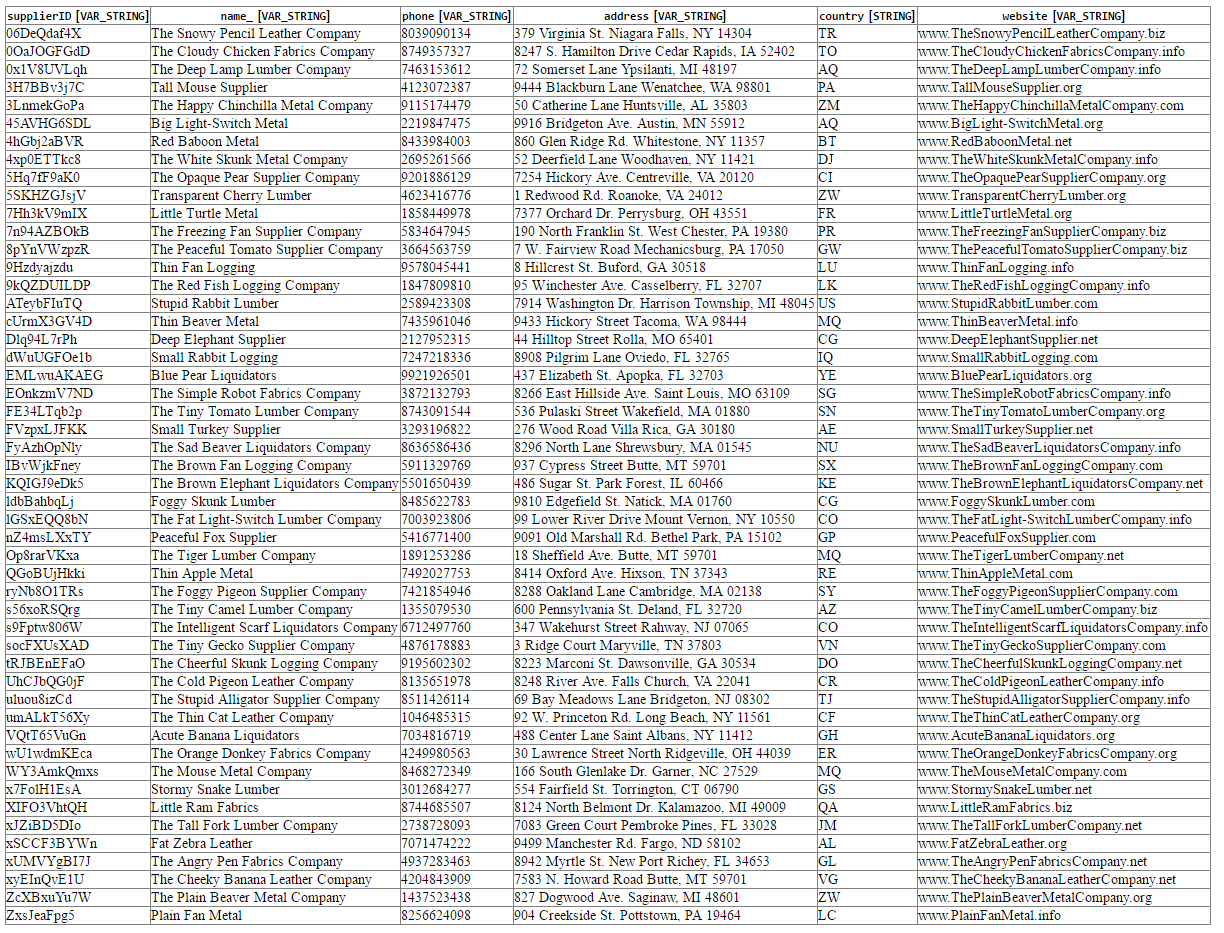 supplierID [VAR_STRING] name_ [VAR_STRING] phone [VAR_STRING] address [VAR_STRING] country [STRING] website [VAR_STRING]
06DeQdaf4X The Snowy Pencil Leather Company 8039090134 379 Virginia St. Niagara Falls, NY 14304 TR www.TheSnowyPencilLeatherCompany.biz
0OaJOGFGdD The Cloudy Chicken Fabrics Company 8749357327 8247 S. Hamilton Drive Cedar Rapids, IA 52402 TO www.TheCloudyChickenFabricsCompany.info
0x1V8UVLqh The Deep Lamp Lumber Company 7463153612 72 Somerset Lane Ypsilanti, MI 48197 AQ www.TheDeepLampLumberCompany.info
3H7BBv3j7C Tall Mouse Supplier 4123072387 9444 Blackburn Lane Wenatchee, WA 98801 PA www.TallMouseSupplier.org
3LnmekGoPa The Happy Chinchilla Metal Company 9115174479 50 Catherine Lane Huntsville, AL 35803 ZM www.TheHappyChinchillaMetalCompany.com
45AVHG6SDL Big Light-Switch Metal 2219847475 9916 Bridgeton Ave. Austin, MN 55912 AQ www.BigLight-SwitchMetal.org
4hGbj2aBVR Red Baboon Metal 8433984003 860 Glen Ridge Rd. Whitestone, NY 11357 BT www.RedBaboonMetal.net
4xp0ETTkc8 The White Skunk Metal Company 2695261566 52 Deerfield Lane Woodhaven, NY 11421 DJ www.TheWhiteSkunkMetalCompany.info
5Hq7fF9aK0 The Opaque Pear Supplier Company 9201886129 7254 Hickory Ave. Centreville, VA 20120 CI www.TheOpaquePearSupplierCompany.org
5SKHZGJsjV Transparent Cherry Lumber 4623416776 1 Redwood Rd. Roanoke, VA 24012 ZW www.TransparentCherryLumber.org
7Hh3kV9mIX Little Turtle Metal 1858449978 7377 Orchard Dr. Perrysburg, OH 43551 FR www.LittleTurtleMetal.org
7n94AZBOkB The Freezing Fan Supplier Company 5834647945 190 North Franklin St. West Chester, PA 19380 PR www.TheFreezingFanSupplierCompany.biz
8pYnVWzpzR The Peaceful Tomato Supplier Company 3664563759 7 W. Fairview Road Mechanicsburg, PA 17050 GW www.ThePeacefulTomatoSupplierCompany.biz
9Hzdyajzdu Thin Fan Logging 9578045441 8 Hillcrest St. Buford, GA 30518 LU www.ThinFanLogging.info
9kQZDUILDP The Red Fish Logging Company 1847809810 95 Winchester Ave. Casselberry, FL 32707 LK www.TheRedFishLoggingCompany.info
ATeybFIuTQ Stupid Rabbit Lumber 2589423308 7914 Washington Dr. Harrison Township, MI 48045 US www.StupidRabbitLumber.com
cUrmX3GV4D Thin Beaver Metal 7435961046 9433 Hickory Street Tacoma, WA 98444 MQ www.ThinBeaverMetal.info
Dlq94L7rPh Deep Elephant Supplier 2127952315 44 Hilltop Street Rolla, MO 65401 CG www.DeepElephantSupplier.net
dWuUGFOe1b Small Rabbit Logging 7247218336 8908 Pilgrim Lane Oviedo, FL 32765 IQ www.SmallRabbitLogging.com
EMLwuAKAEG Blue Pear Liquidators 9921926501 437 Elizabeth St. Apopka, FL 32703 YE www.BluePearLiquidators.org
EOnkzmV7ND The Simple Robot Fabrics Company 3872132793 8266 East Hillside Ave. Saint Louis, MO 63109 SG www.TheSimpleRobotFabricsCompany.info
FE34LTqb2p The Tiny Tomato Lumber Company 8743091544 536 Pulaski Street Wakefield, MA 01880 SN www.TheTinyTomatoLumberCompany.org
FVzpxLJFKK Small Turkey Supplier 3293196822 276 Wood Road Villa Rica, GA 30180 AE www.SmallTurkeySupplier.net
FyAzhOpNly The Sad Beaver Liquidators Company 8636586436 8296 North Lane Shrewsbury, MA 01545 NU www.TheSadBeaverLiquidatorsCompany.info
IBvWjkFney The Brown Fan Logging Company 5911329769 937 Cypress Street Butte, MT 59701 SX www.TheBrownFanLoggingCompany.com
KQIGJ9eDk5 The Brown Elephant Liquidators Company 5501650439 486 Sugar St. Park Forest, IL 60466 KE www.TheBrownElephantLiquidatorsCompany.net
ldbBahbqLj Foggy Skunk Lumber 8485622783 9810 Edgefield St. Natick, MA 01760 CG www.FoggySkunkLumber.com
lGSxEQQ8bN The Fat Light-Switch Lumber Company 7003923806 99 Lower River Drive Mount Vernon, NY 10550 CO www.TheFatLight-SwitchLumberCompany.info
nZ4msLXxTY Peaceful Fox Supplier 5416771400 9091 Old Marshall Rd. Bethel Park, PA 15102 GP www.PeacefulFoxSupplier.com
Op8rarVKxa The Tiger Lumber Company 1891253286 18 Sheffield Ave. Butte, MT 59701 MQ www.TheTigerLumberCompany.net
QGoBUjHkki Thin Apple Metal 7492027753 8414 Oxford Ave. Hixson, TN 37343 RE www.ThinAppleMetal.com
ryNb8O1TRs The Foggy Pigeon Supplier Company 7421854946 8288 Oakland Lane Cambridge, MA 02138 SY www.TheFoggyPigeonSupplierCompany.com
s56xoRSQrg The Tiny Camel Lumber Company 1355079530 600 Pennsylvania St. Deland, FL 32720 AZ www.TheTinyCamelLumberCompany.biz
s9Fptw806W The Intelligent Scarf Liquidators Company 6712497760 347 Wakehurst Street Rahway, NJ 07065 CO www.TheIntelligentScarfLiquidatorsCompany.info
socFXUsXAD The Tiny Gecko Supplier Company 4876178883 3 Ridge Court Maryville, TN 37803 VN www.TheTinyGeckoSupplierCompany.com
tRJBEnEFaO The Cheerful Skunk Logging Company 9195602302 8223 Marconi St. Dawsonville, GA 30534 DO www.TheCheerfulSkunkLoggingCompany.net
UhCJbQG0jF The Cold Pigeon Leather Company 8135651978 8248 River Ave. Falls Church, VA 22041 CR www.TheColdPigeonLeatherCompany.info
uluou8izCd The Stupid Alligator Supplier Company 8511426114 69 Bay Meadows Lane Bridgeton, NJ 08302 TJ www.TheStupidAlligatorSupplierCompany.info
umALkT56Xy The Thin Cat Leather Company 1046485315 92 W. Princeton Rd. Long Beach, NY 11561 CF www.TheThinCatLeatherCompany.org
VQtT65VuGn Acute Banana Liquidators 7034816719 488 Center Lane Saint Albans, NY 11412 GH www.AcuteBananaLiquidators.org
wU1wdmKEca The Orange Donkey Fabrics Company 4249980563 30 Lawrence Street North Ridgeville, OH 44039 ER www.TheOrangeDonkeyFabricsCompany.org
WY3AmkQmxs The Mouse Metal Company 8468272349 166 South Glenlake Dr. Garner, NC 27529 MQ www.TheMouseMetalCompany.com
x7FolH1EsA Stormy Snake Lumber 3012684277 554 Fairfield St. Torrington, CT 06790 GS www.StormySnakeLumber.net
XIFO3VhtQH Little Ram Fabrics 8744685507 8124 North Belmont Dr. Kalamazoo, MI 49009 QA www.LittleRamFabrics.biz
xJZiBD5DIo The Tall Fork Lumber Company 2738728093 7083 Green Court Pembroke Pines, FL 33028 JM www.TheTallForkLumberCompany.net
xSCCF3BYWn Fat Zebra Leather 7071474222 9499 Manchester Rd. Fargo, ND 58102 AL www.FatZebraLeather.org
xUMVYgBI7J The Angry Pen Fabrics Company 4937283463 8942 Myrtle St. New Port Richey, FL 34653 GL www.TheAngryPenFabricsCompany.net
xyEInQvE1U The Cheeky Banana Leather Company 4204843909 7583 N. Howard Road Butte, MT 59701 VG www.TheCheekyBananaLeatherCompany.net
ZcXBxuYu7W The Plain Beaver Metal Company 1437523438 827 Dogwood Ave. Saginaw, MI 48601 ZW www.ThePlainBeaverMetalCompany.org
ZxsJeaFpg5 Plain Fan Metal 8256624098 904 Creekside St. Pottstown, PA 19464 LC www.PlainFanMetal.info